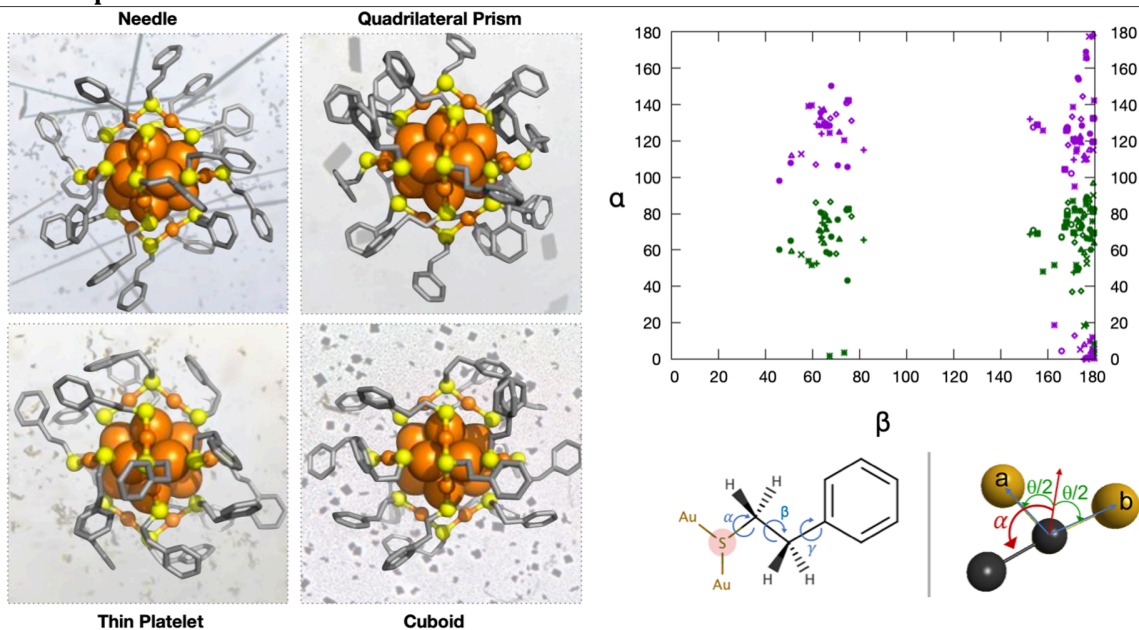 Needle
Quadrilateral Prism
Thin Platelet
Cuboid
180
160
140
120
100
80
60
40
20
0
α
180
160
140
120
100
80
60
40
20
0
0 20 40 60 80 100 120 140 160 180
β
H H
Au α β
S γ
Au H H
a θ/2 θ/2 b
α